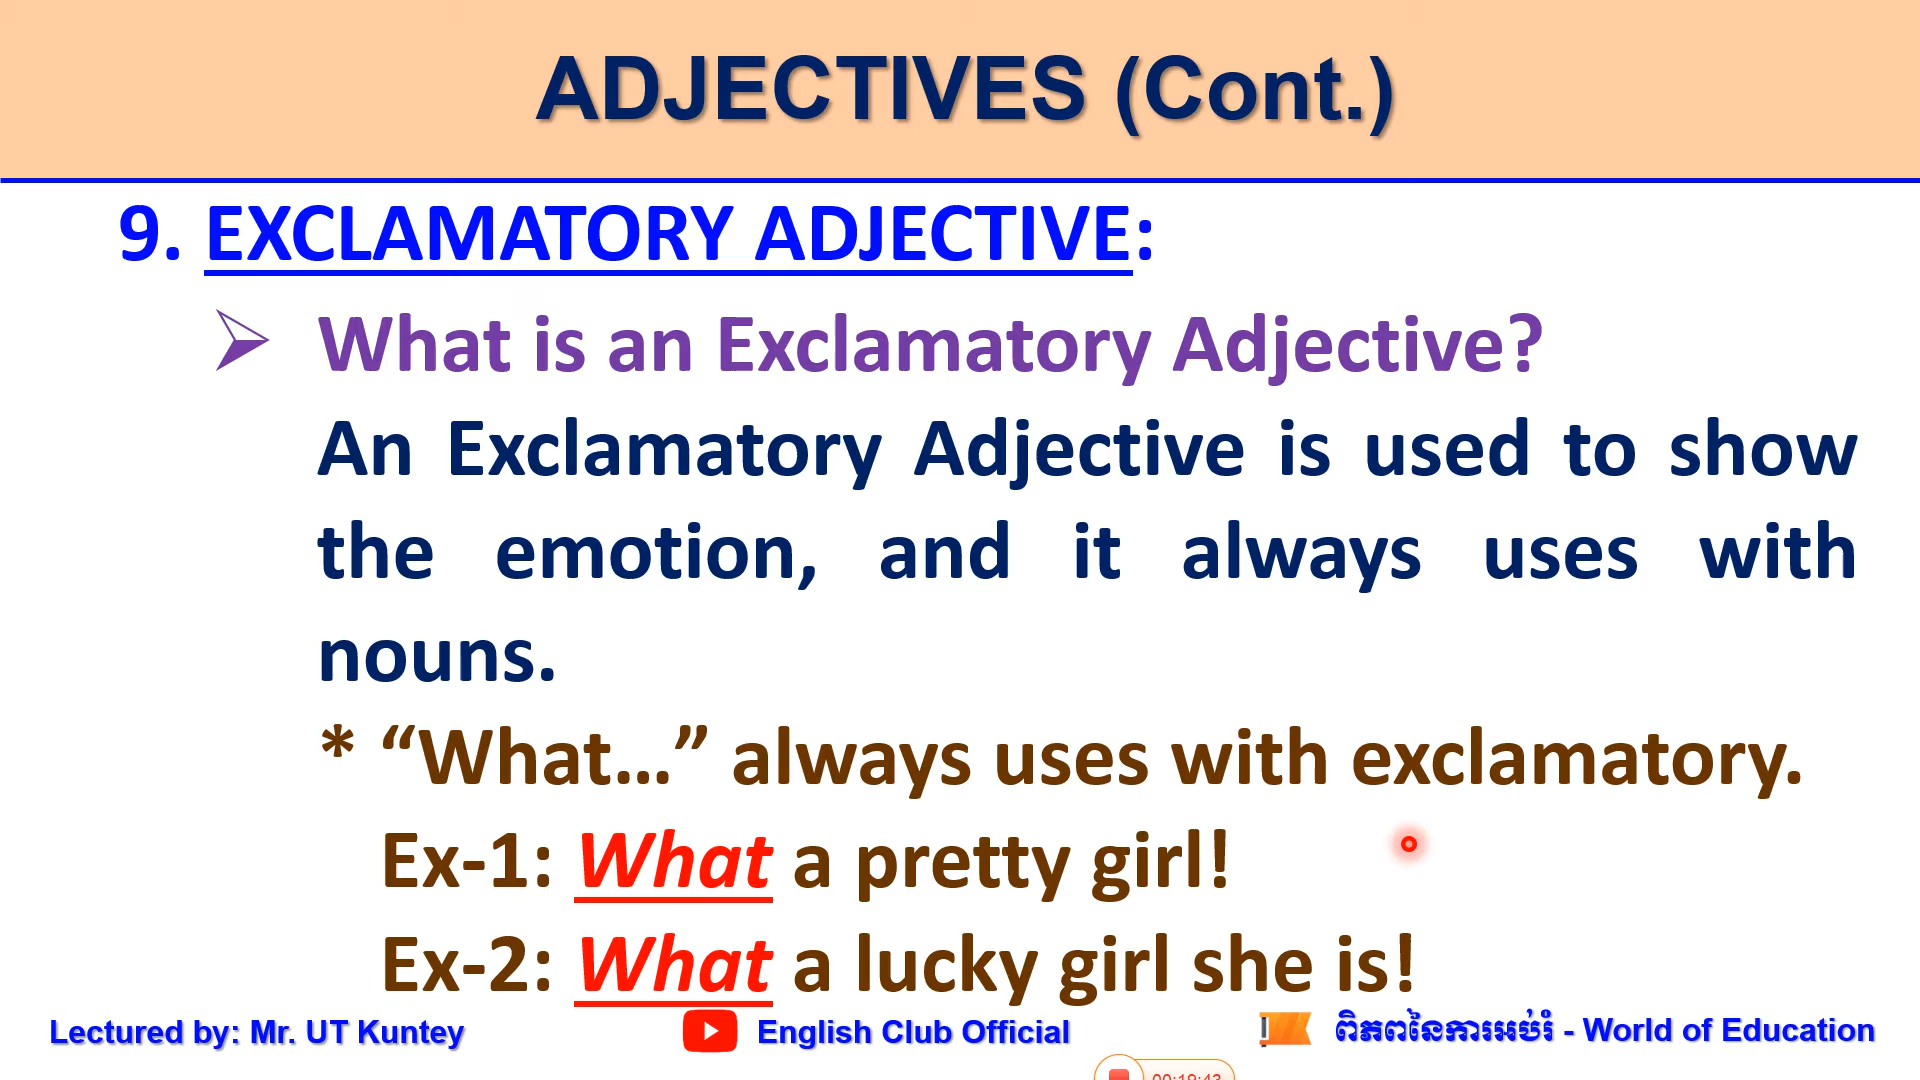 ADJECTIVES (Cont.)
9. EXCLAMATORY ADJECTIVE:
What is an Exclamatory Adjective?
An Exclamatory Adjective is used to show
the emotion, and it always uses with
nouns.
* “What...” always uses with exclamatory.
Ex-1: What a pretty girl!
Ex-2: What a lucky girl she is!
Lectured by: Mr. UT Kuntey
English Club Official
ពិភពនៃការអប់រំ - World of Education
00:19:43